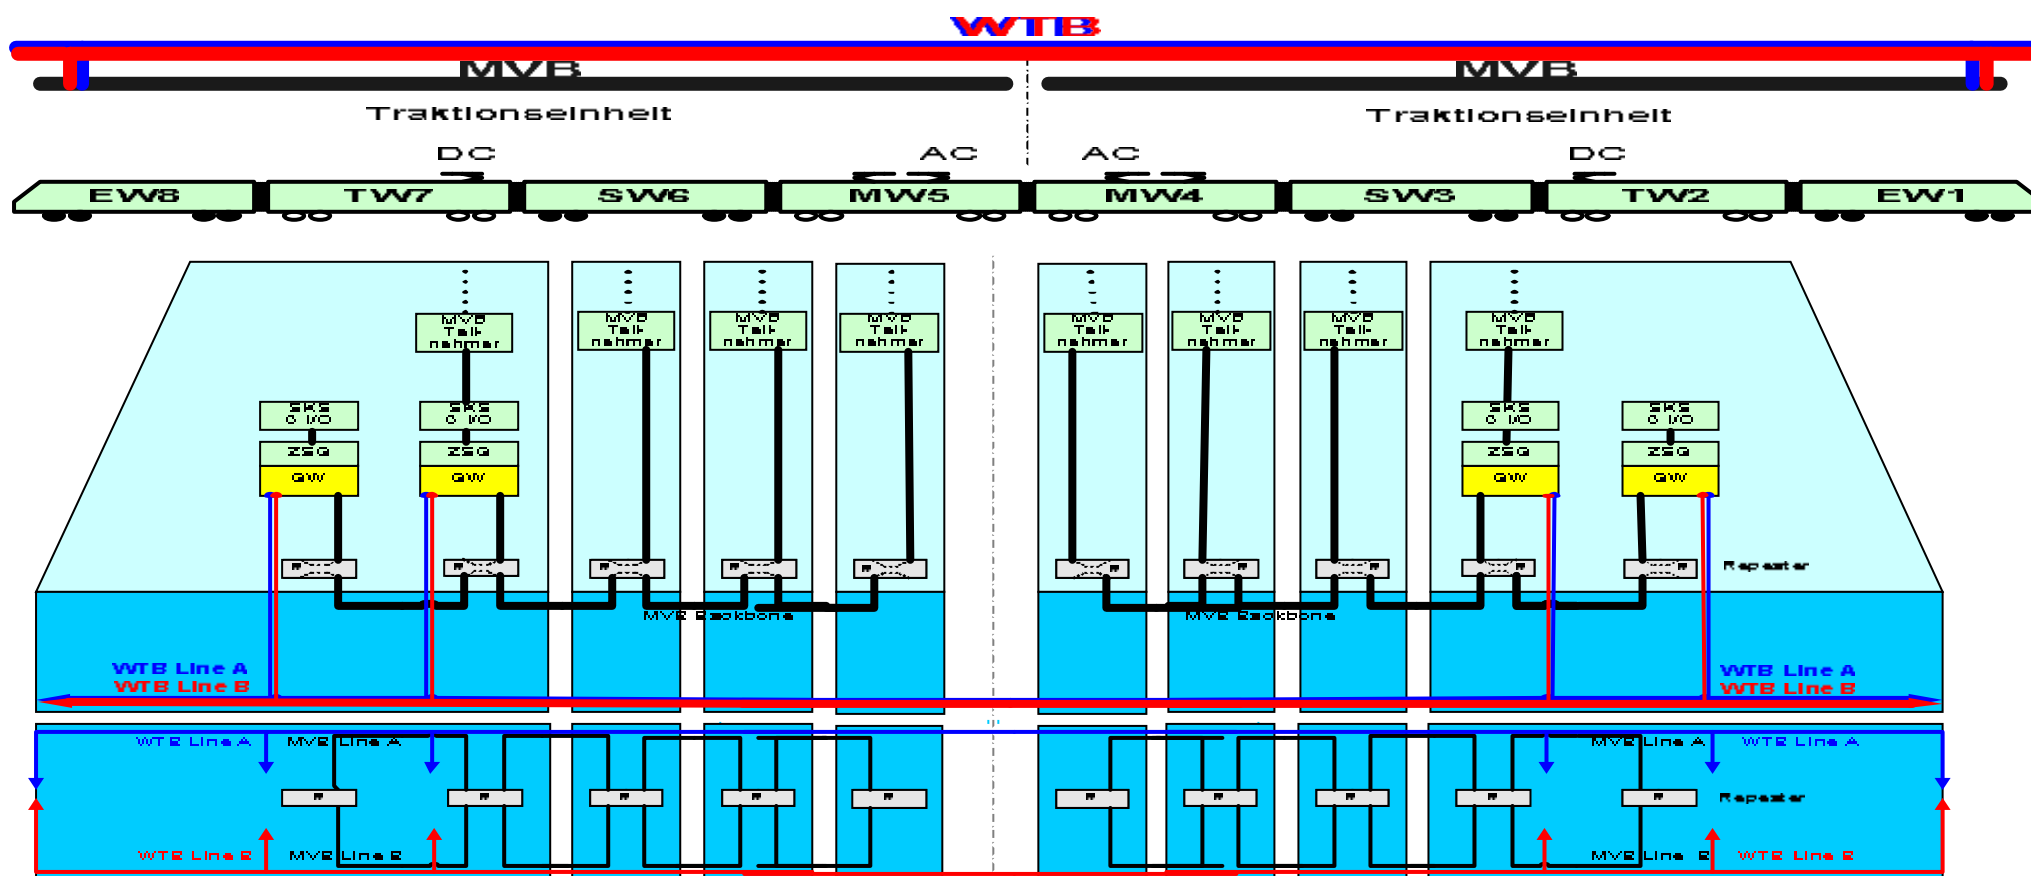 WTB
MVB
MVB
Traktionseinheit
Traktionseinheit
DC
AC
AC
DC
EW8
TW7
SW6
MW5
MW4
SW3
TW2
EW1
MVB
Teil-
nehmer
MVB
Teil-
nehmer
MVB
Teil-
nehmer
MVB
Teil-
nehmer
MVB
Teil-
nehmer
MVB
Teil-
nehmer
MVB
Teil-
nehmer
MVB
Teil-
nehmer
ZSG
GW
ZSG
GW
ZSG
GW
ZSG
GW
R
R
R
R
R
R
R
R
R
R
Repeater
MVB Backbone
MVB Backbone
WTB Line A
WTB Line B
WTB Line A
WTB Line B
WTB Line A
MVB Line A
MVB Line A
WTB Line A
R
R
R
R
R
R
R
R
R
R
Repeater
WTB Line B
MVB Line B
MVB Line B
WTB Line B